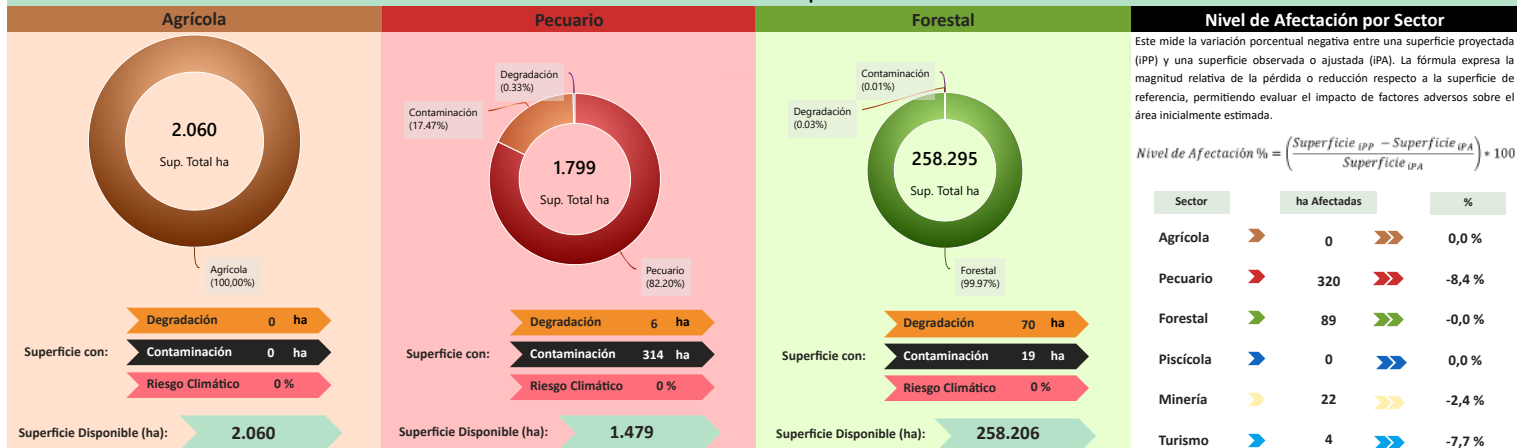 Agrícola
2.060
Sup. Total ha
Agrícola
(100,00%)
Superficie con:
Degradación 0 ha
Contaminación 0 ha
Riesgo Climático 0 %
Superficie Disponible (ha): 2.060
Pecuario
Degradación
(0.33%)
Contaminación
(17.47%)
1.799
Sup. Total ha
Pecuario
(82.20%)
Superficie con:
Degradación 6 ha
Contaminación 314 ha
Riesgo Climático 0 %
Superficie Disponible (ha): 1.479
Forestal
Contaminación
(0.01%)
Degradación
(0.03%)
258.295
Sup. Total ha
Forestal
(99.97%)
Superficie con:
Degradación 70 ha
Contaminación 19 ha
Riesgo Climático 0 %
Superficie Disponible (ha): 258.206
Nivel de Afectación por Sector
Este mide la variación porcentual negativa entre una superficie proyectada
(iPP) y una superficie observada o ajustada (iPA). La fórmula expresa la
magnitud relativa de la pérdida o reducción respecto a la superficie de
referencia, permitiendo evaluar el impacto de factores adversos sobre el
área inicialmente estimada.
Nivel de Afectación % = ((Superficie iPP − Superficie iPA) / Superficie iPA) * 100
Sector ha Afectadas %
Agrícola 0 0,0 %
Pecuario 320 -8,4 %
Forestal 89 -0,0 %
Piscícola 0 0,0 %
Minería 22 -2,4 %
Turismo 4 -7,7 %